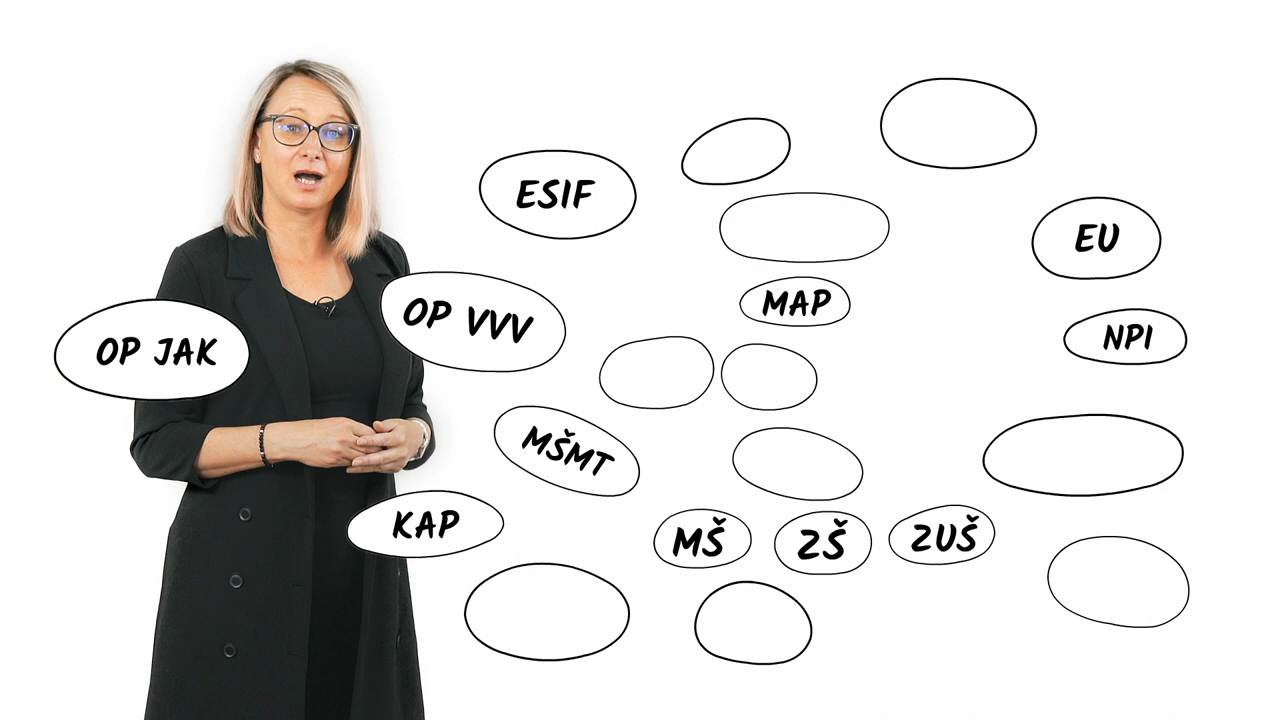 ESIF
EU
OP VVV
MAP
OP JAK
NPI
MŠMT
KAP
MŠ
ZŠ
ZUŠ